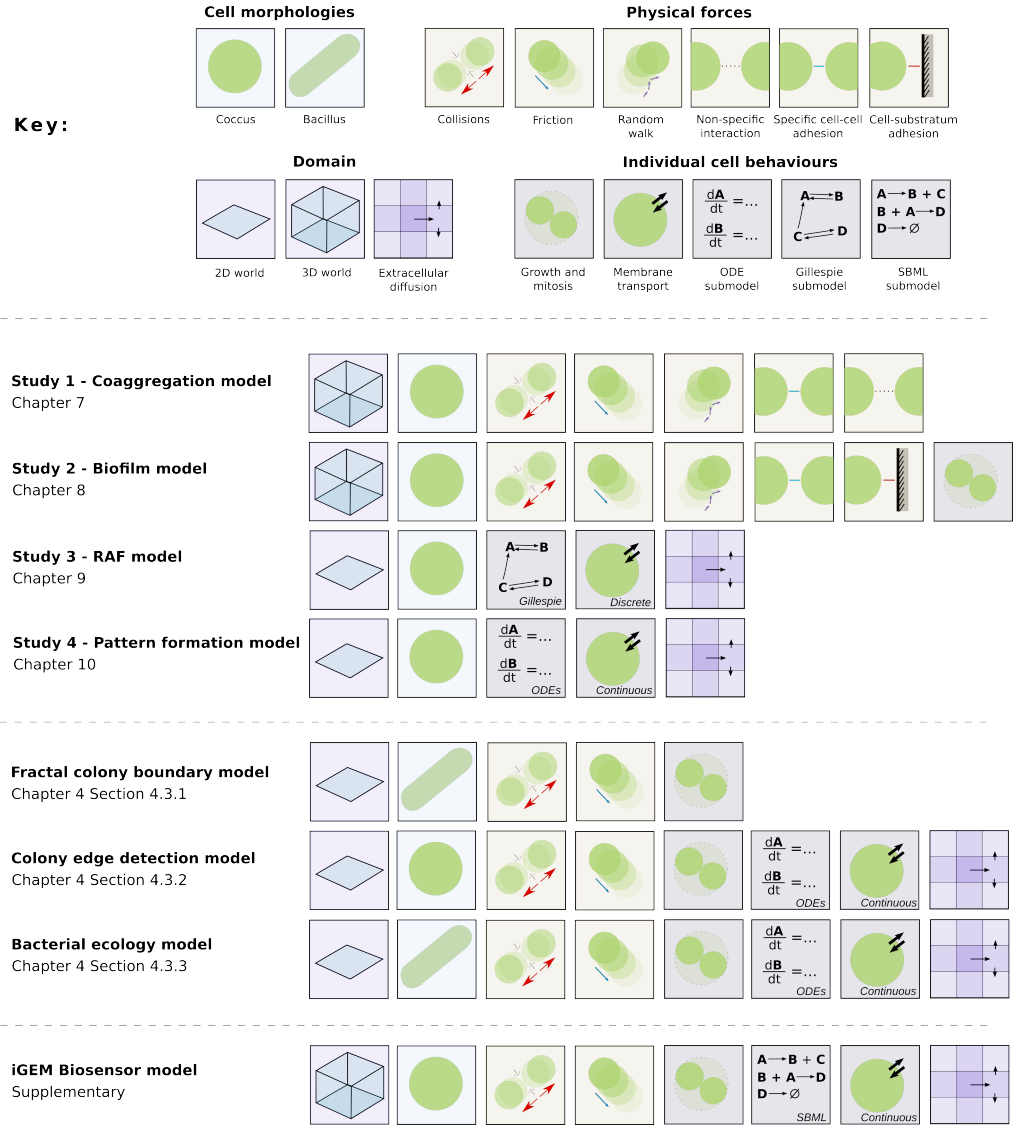 Cell morphologies
Physical forces
Key:
Coccus
Bacillus
Collisions
Friction
Random
walk
Non-specific
interaction
Specific cell-cell
adhesion
Cell-substratum
adhesion
Domain
Individual cell behaviours
dA
dt
=...
dB
dt
=...
A B
C D
A B + C
B + A D
D ∅
2D world
3D world
Extracellular
diffusion
Growth and
mitosis
Membrane
transport
ODE
submodel
Gillespie
submodel
SBML
submodel
Study 1 - Coaggregation model
Chapter 7
Study 2 - Biofilm model
Chapter 8
Study 3 - RAF model
Chapter 9
A B
C D
Gillespie
Discrete
Study 4 - Pattern formation model
Chapter 10
dA
dt
=...
dB
dt
=...
ODEs
Continuous
Fractal colony boundary model
Chapter 4 Section 4.3.1
Colony edge detection model
Chapter 4 Section 4.3.2
dA
dt
=...
dB
dt
=...
ODEs
Continuous
Bacterial ecology model
Chapter 4 Section 4.3.3
dA
dt
=...
dB
dt
=...
ODEs
Continuous
iGEM Biosensor model
Supplementary
A B + C
B + A D
D ∅
SBML
Continuous